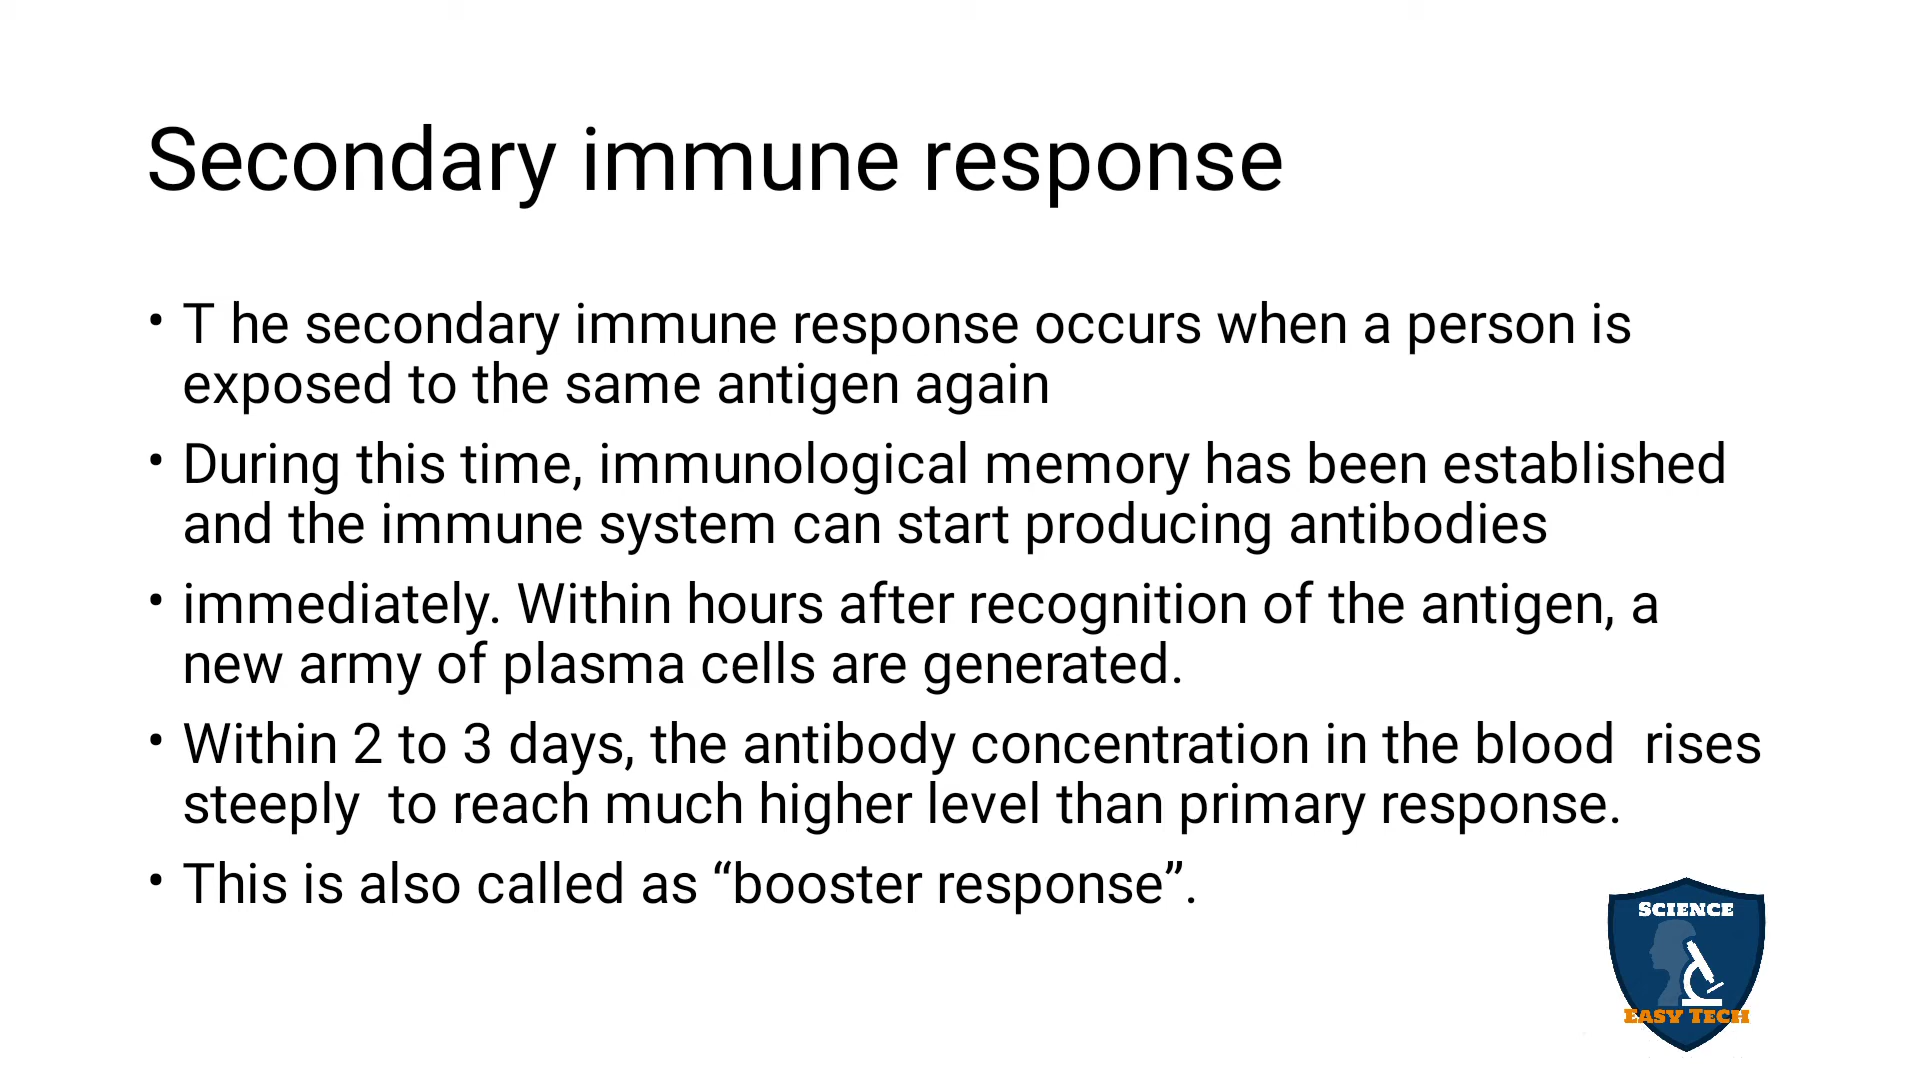 Secondary immune response
• T he secondary immune response occurs when a person is
exposed to the same antigen again
• During this time, immunological memory has been established
and the immune system can start producing antibodies
• immediately. Within hours after recognition of the antigen, a
new army of plasma cells are generated.
• Within 2 to 3 days, the antibody concentration in the blood  rises
steeply  to reach much higher level than primary response.
• This is also called as “booster response”.
SCIENCE
EASY TECH